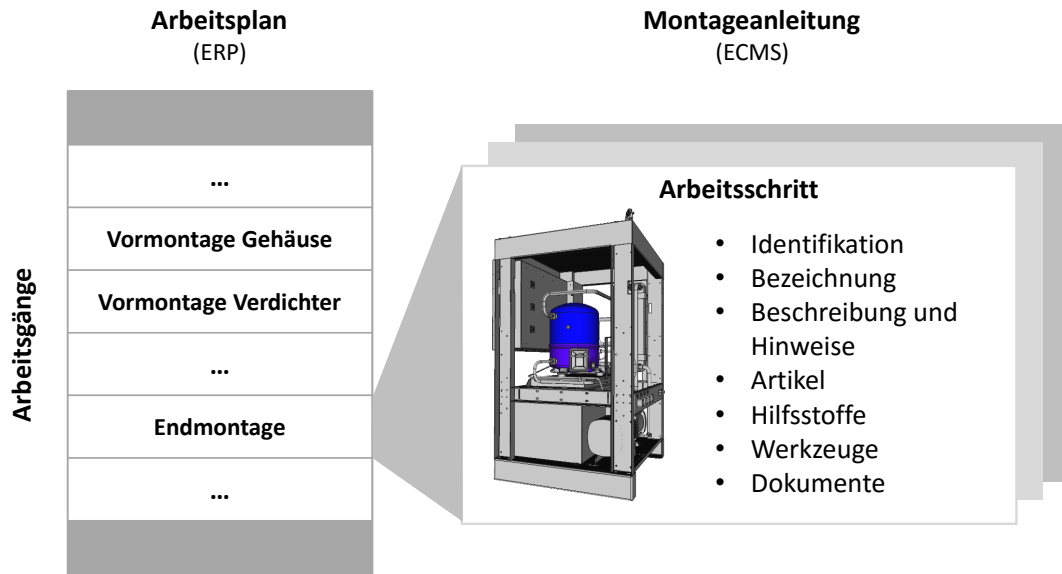 Arbeitsplan
(ERP)
Montageanleitung
(ECMS)
Arbeitsgänge
...
Vormontage Gehäuse
Vormontage Verdichter
...
Endmontage
...
Arbeitsschritt
• Identifikation
• Bezeichnung
• Beschreibung und
Hinweise
• Artikel
• Hilfsstoffe
• Werkzeuge
• Dokumente